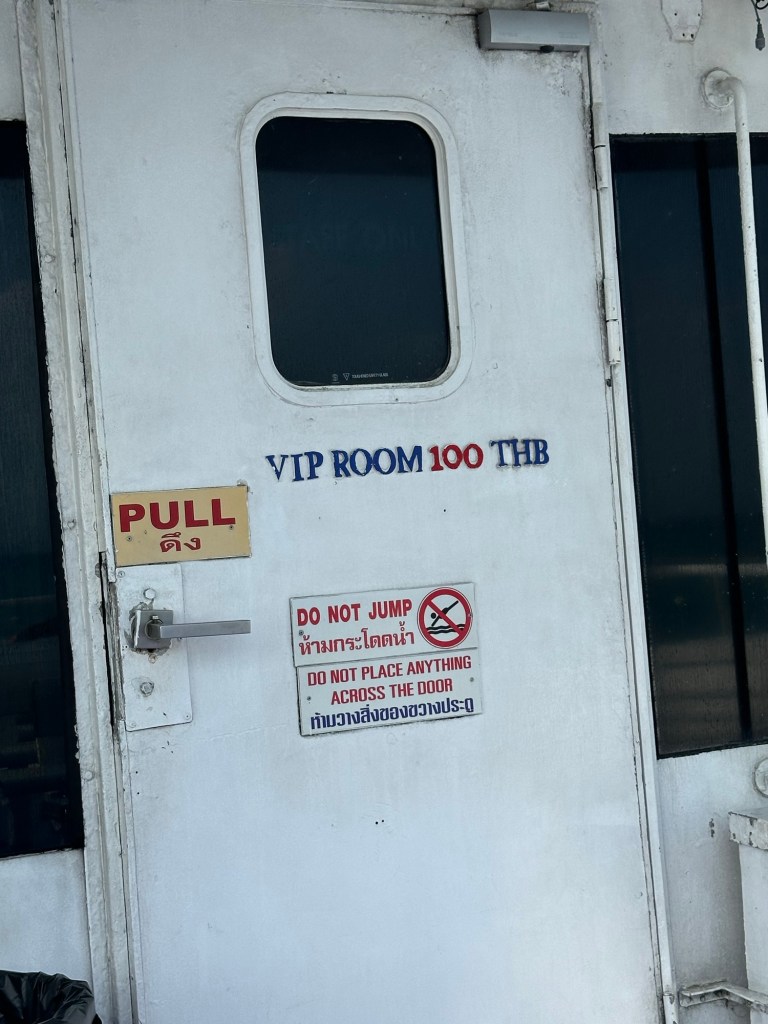 VIP ROOM 100 THB
PULL
ดึง
DO NOT JUMP
ห้ามกระโดดน้ำ
DO NOT PLACE ANYTHING
ACROSS THE DOOR
ห้ามวางสิ่งของขวางประตู